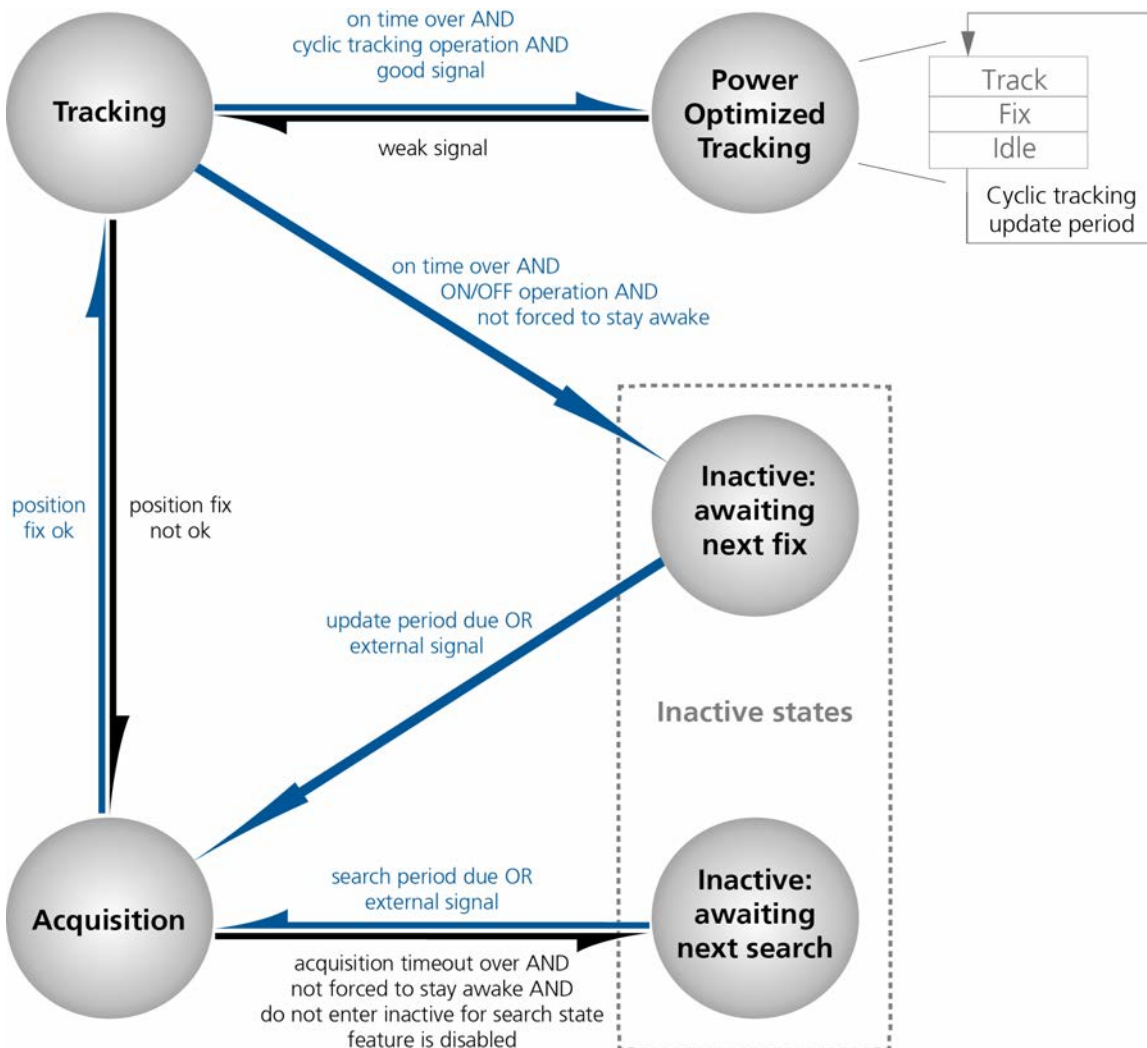 on time over AND
cyclic tracking operation AND
good signal
Tracking
Power
Optimized
Tracking
Track
Fix
Idle
weak signal
Cyclic tracking
update period
on time over AND
ON/OFF operation AND
not forced to stay awake
position
fix ok
position fix
not ok
Inactive:
awaiting
next fix
update period due OR
external signal
Inactive states
search period due OR
external signal
Acquisition
Inactive:
awaiting
next search
acquisition timeout over AND
not forced to stay awake AND
do not enter inactive for search state
feature is disabled